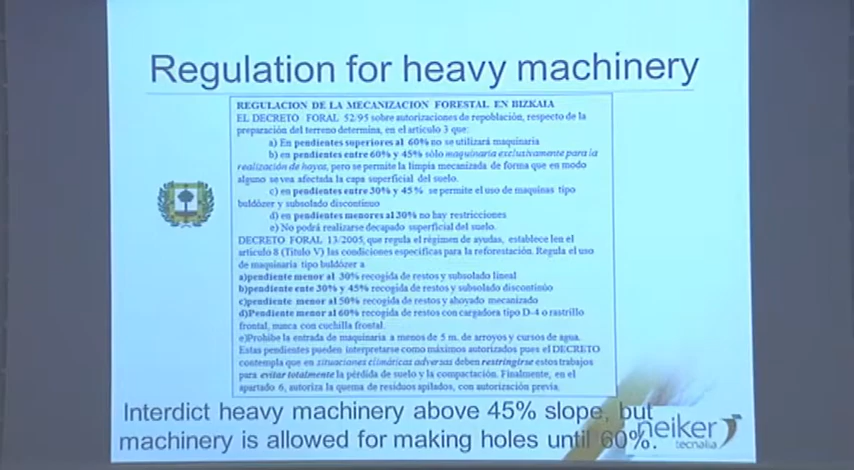 Regulation for heavy machinery
REGULACION DE LA MECANIZACION FORESTAL EN BIZKAIA
EL DECRETO FORAL 52/95 sobre autorizaciones de repoblación, respecto de la
preparación del terreno determina, en el artículo 3 que:
a) En pendientes superiores al 60% no se utilizará maquinaria
b) en pendientes entre 60% y 45% sólo maquinaria exclusivamente para la
realización de hoyos, pero se permite la limpia mecanizada de forma que en modo
alguno se vea afectada la capa superficial del suelo.
c) en pendientes entre 30% y 45% se permite el uso de maquinas tipo
buldózer y subsolado discontinuo
d) en pendientes menores al 30% no hay restricciones
e) No podrá realizarse decapado superficial del suelo.
DECRETO FORAL 13/2005, que regula el régimen de ayudas, establece len el
artículo 8 (Titulo V) las condiciones específicas para la reforestación. Regula el uso
de maquinaria tipo buldózer a
a)pendiente menor al 30% recogida de restos y subsolado lineal
b)pendiente ente 30% y 45% recogida de restos y subsolado discontinúo
c)pendiente menor al 50% recogida de restos y ahoyado mecanizado
d)Pendiente menor al 60% recogida de restos con cargadora tipo D-4 o rastrillo
frontal, nunca con cuchilla frontal.
e)Prohíbe la entrada de maquinaria a menos de 5 m. de arroyos y cursos de agua.
Estas pendientes pueden interpretarse como máximos autorizados pues el DECRETO
contempla que en situaciones climáticas adversas deben restringirse estos trabajos
para evitar totalmente la pérdida de suelo y la compactación. Finalmente, en el
apartado 6, autoriza la quema de residuos apilados, con autorización previa.
Interdict heavy machinery above 45% slope, but
machinery is allowed for making holes until 60%.
neiker
tecnalia